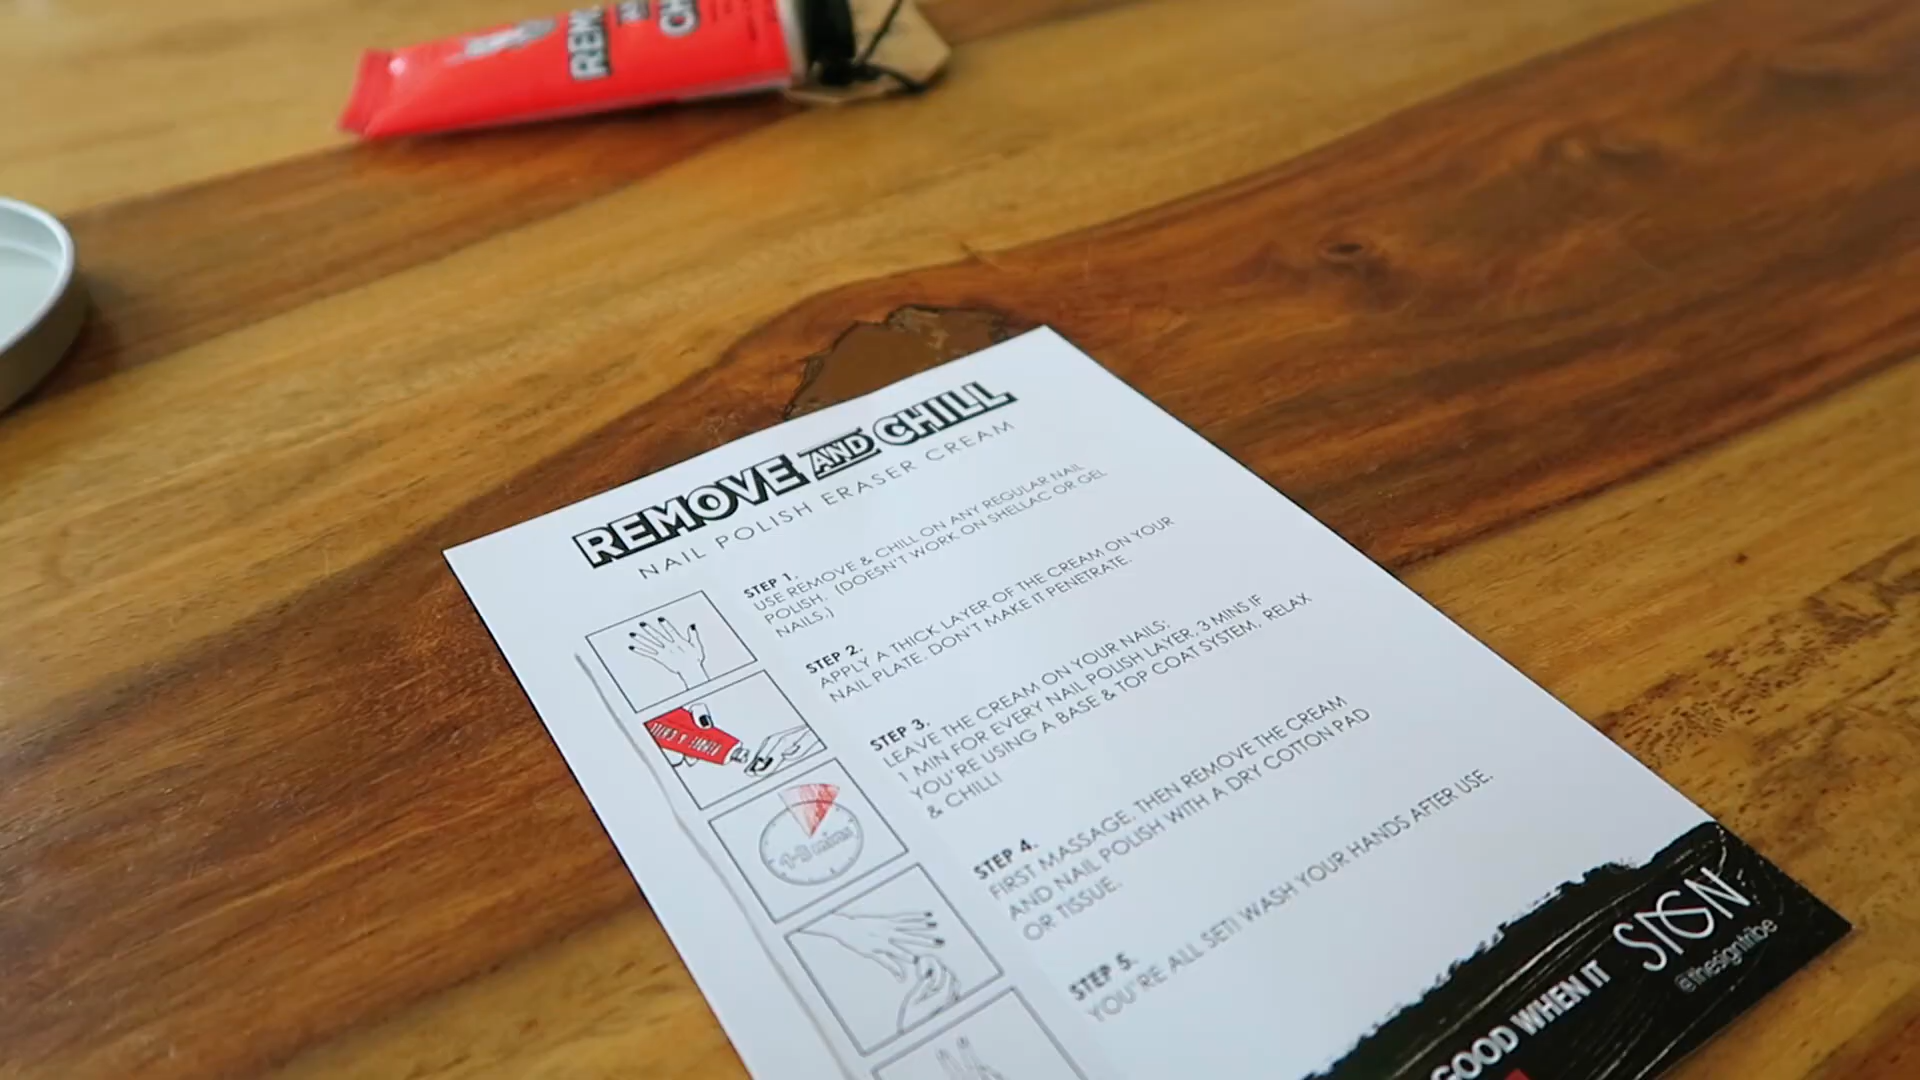 REMOVE AND CHILL
NAIL POLISH ERASER CREAM
STEP 1.
USE REMOVE & CHILL ON ANY REGULAR NAIL
POLISH. (DOESN'T WORK ON SHELLAC OR GEL
NAILS.)
STEP 2.
APPLY A THICK LAYER OF THE CREAM ON YOUR
NAIL PLATE. DON'T MAKE IT PENETRATE.
STEP 3.
LEAVE THE CREAM ON YOUR NAILS:
1 MIN FOR EVERY NAIL POLISH LAYER. 3 MINS IF
YOU'RE USING A BASE & TOP COAT SYSTEM. RELAX
& CHILL!
1-3 mins
STEP 4.
FIRST MASSAGE, THEN REMOVE THE CREAM
AND NAIL POLISH WITH A DRY COTTON PAD
OR TISSUE.
STEP 5.
YOU'RE ALL SET! WASH YOUR HANDS AFTER USE.
GOOD WHEN IT
SIGN
@thesigntribe